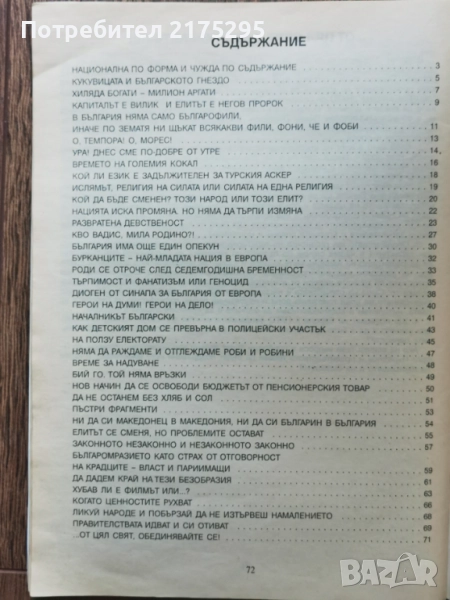 Потребител 2175295
СЪДЪРЖАНИЕ
НАЦИОНАЛНА ПО ФОРМА И ЧУЖДА ПО СЪДЪРЖАНИЕ 3
КУКУВИЦАТА И БЪЛГАРСКОТО ГНЕЗДО 5
ХИЛЯДА БОГАТИ – МИЛИОН АРГАТИ 7
КАПИТАЛЪТ Е ВИЛИК И ЕЛИТЪТ Е НЕГОВ ПРОРОК 9
В БЪЛГАРИЯ НЯМА САМО БЪЛГАРОФИЛИ,
ИНАЧЕ ПО ЗЕМАТЯ НИ ЩЪКАТ ВСЯКАКВИ ФИЛИ, ФОНИ, ЧЕ И ФОБИ 11
О, ТЕМПОРА! О, МОРЕС! 13
УРА! ДНЕС СМЕ ПО-ДОБРЕ ОТ УТРЕ 14
ВРЕМЕТО НА ГОЛЕМИЯ КОКАЛ 16
КОЙ ЛИ ЕЗИК Е ЗАДЪЛЖИТЕЛЕН ЗА ТУРСКИЯ АСКЕР 18
ИСЛЯМЪТ, РЕЛИГИЯ НА СИЛАТА ИЛИ СИЛАТА НА ЕДНА РЕЛИГИЯ 19
КОЙ ДА БЪДЕ СМЕНЕН? ТОЗИ НАРОД ИЛИ ТОЗИ ЕЛИТ? 20
НАЦИЯТА ИСКА ПРОМЯНА, НО НЯМА ДА ТЪРПИ ИЗМЯНА 22
РАЗВРАТЕНА ДЕВСТВЕНОСТ 23
КВО ВАДИС, МИЛА РОДИНО?! 27
БЪЛГАРИЯ ИМА ОЩЕ ЕДИН ОПЕКУН 30
БУРКАНЦИТЕ – НАЙ-МЛАДАТА НАЦИЯ В ЕВРОПА 32
РОДИ СЕ ОТРОЧЕ СЛЕД СЕДЕМГОДИШНА БРЕМЕННОСТ 33
ТЪРПИМОСТ И ФАНАТИЗЪМ ИЛИ ГЕНОЦИД 35
ДИОГЕН ОТ СИНАПА ЗА БЪЛГАРИЯ ОТ ЕВРОПА 38
ГЕРОИ НА ДУМИ! ГЕРОИ НА ДЕЛО! 40
НАЧАЛНИКЪТ БЪЛГАРСКИ 41
КАК ДЕТСКИЯТ ДОМ СЕ ПРЕВЪРНА В ПОЛИЦЕЙСКИ УЧАСТЪК 43
НА ПОЛЗУ ЕЛЕКТОРАТУ 45
НЯМА ДА РАЖДАМЕ И ОТГЛЕЖДАМЕ РОБИ И РОБИНИ 47
ВРЕМЕ ЗА НАДУВАНЕ 48
БИЙ ГО. ТОЙ НЯМА ВРЪЗКИ 49
НОВ НАЧИН ДА СЕ ОСВОБОДИ БЮДЖЕТЪТ ОТ ПЕНСИОНЕРСКИЯ ТОВАР 50
ДА НЕ ОСТАНЕМ БЕЗ ХЛЯБ И СОЛ 51
ПЪСТРИ ФРАГМЕНТИ 53
НИ ДА СИ МАКЕДОНЕЦ В МАКЕДОНИЯ, НИ ДА СИ БЪЛГАРИН В БЪЛГАРИЯ 54
ЕЛИТЪТ СЕ СМЕНЯ, НО ПРОБЛЕМИТЕ ОСТАВАТ 55
ЗАКОННОТО НЕЗАКОННО И НЕЗАКОННОТО ЗАКОННО 57
БЪЛГАРОМРАЗИЕТО КАТО СТРАХ ОТ ОТГОВОРНОСТ
НА КРАДЦИТЕ – ВЛАСТ И ПАРИИМАЩИ 59
ДА ДАДЕМ КРАЙ НА ТЕЗИ БЕЗОБРАЗИЯ 61
ХУБАВ ЛИ Е ФИЛМЪТ ИЛИ...? 63
КОГАТО ЦЕННОСТИТЕ РУХВАТ 66
ЛИКУЙ НАРОДЕ И ПОБЪРЗАЙ ДА НЕ ИЗТЪРВЕШ НАМАЛЕНИЕТО 68
ПРАВИТЕЛСТВАТА ИДВАТ И СИ ОТИВАТ 69
...ОТ ЦЯЛ СВЯТ, ОБЕДИНЯВАЙТЕ СЕ! 71
72
bazar